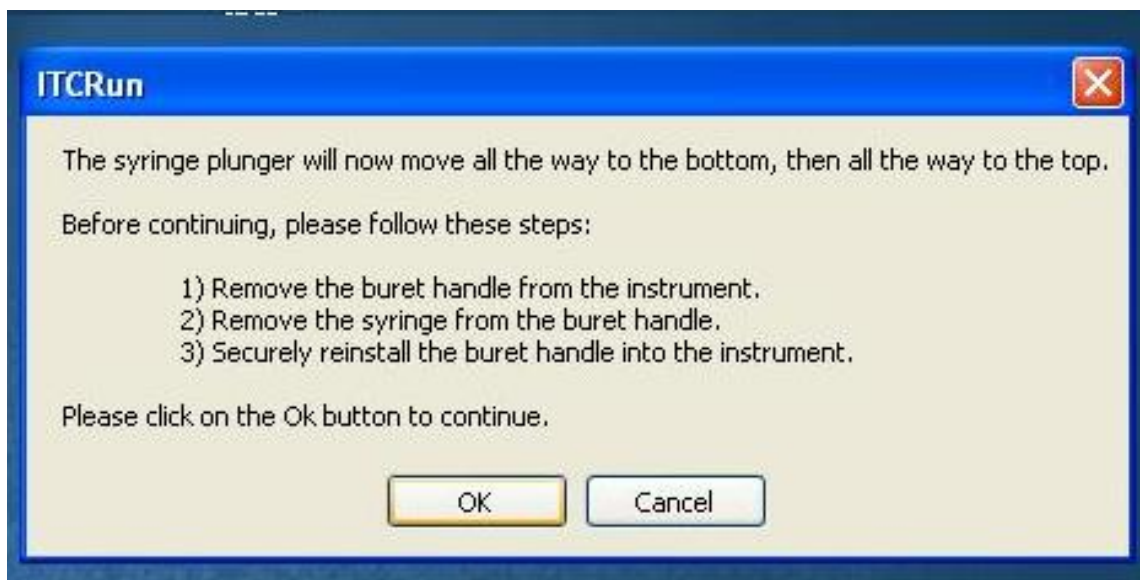 ITCRun
The syringe plunger will now move all the way to the bottom, then all the way to the top.
Before continuing, please follow these steps:
1) Remove the buret handle from the instrument.
2) Remove the syringe from the buret handle.
3) Securely reinstall the buret handle into the instrument.
Please click on the Ok button to continue.
OK
Cancel